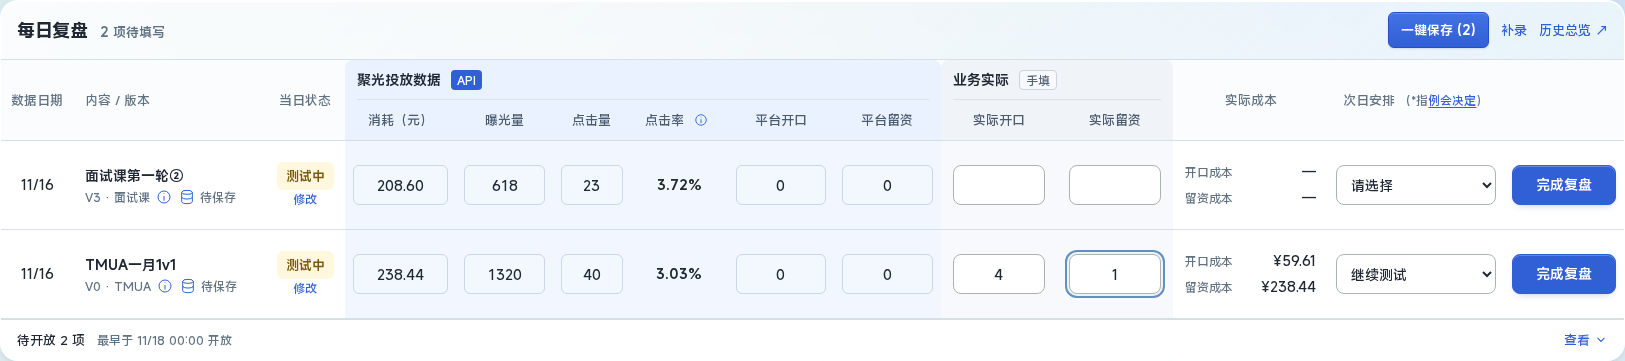 每日复盘 2 项待填写 一键保存 (2) 补录 历史总览 ↗
聚光投放数据 API 业务实际 手填
数据日期 内容 / 版本 当日状态 消耗（元） 曝光量 点击量 点击率 平台开口 平台留资 实际开口 实际留资 实际成本 次日安排 （*指例会决定）
11/16 面试课第一轮② 测试中 208.60 618 23 3.72% 0 0 开口成本 — 请选择 完成复盘
V3 · 面试课 待保存 修改 留资成本 —
11/16 TMUA一月1v1 测试中 238.44 1320 40 3.03% 0 0 4 1 开口成本 ¥59.61 继续测试 完成复盘
V0 · TMUA 待保存 修改 留资成本 ¥238.44
待开放 2 项 最早于 11/18 00:00 开放 查看